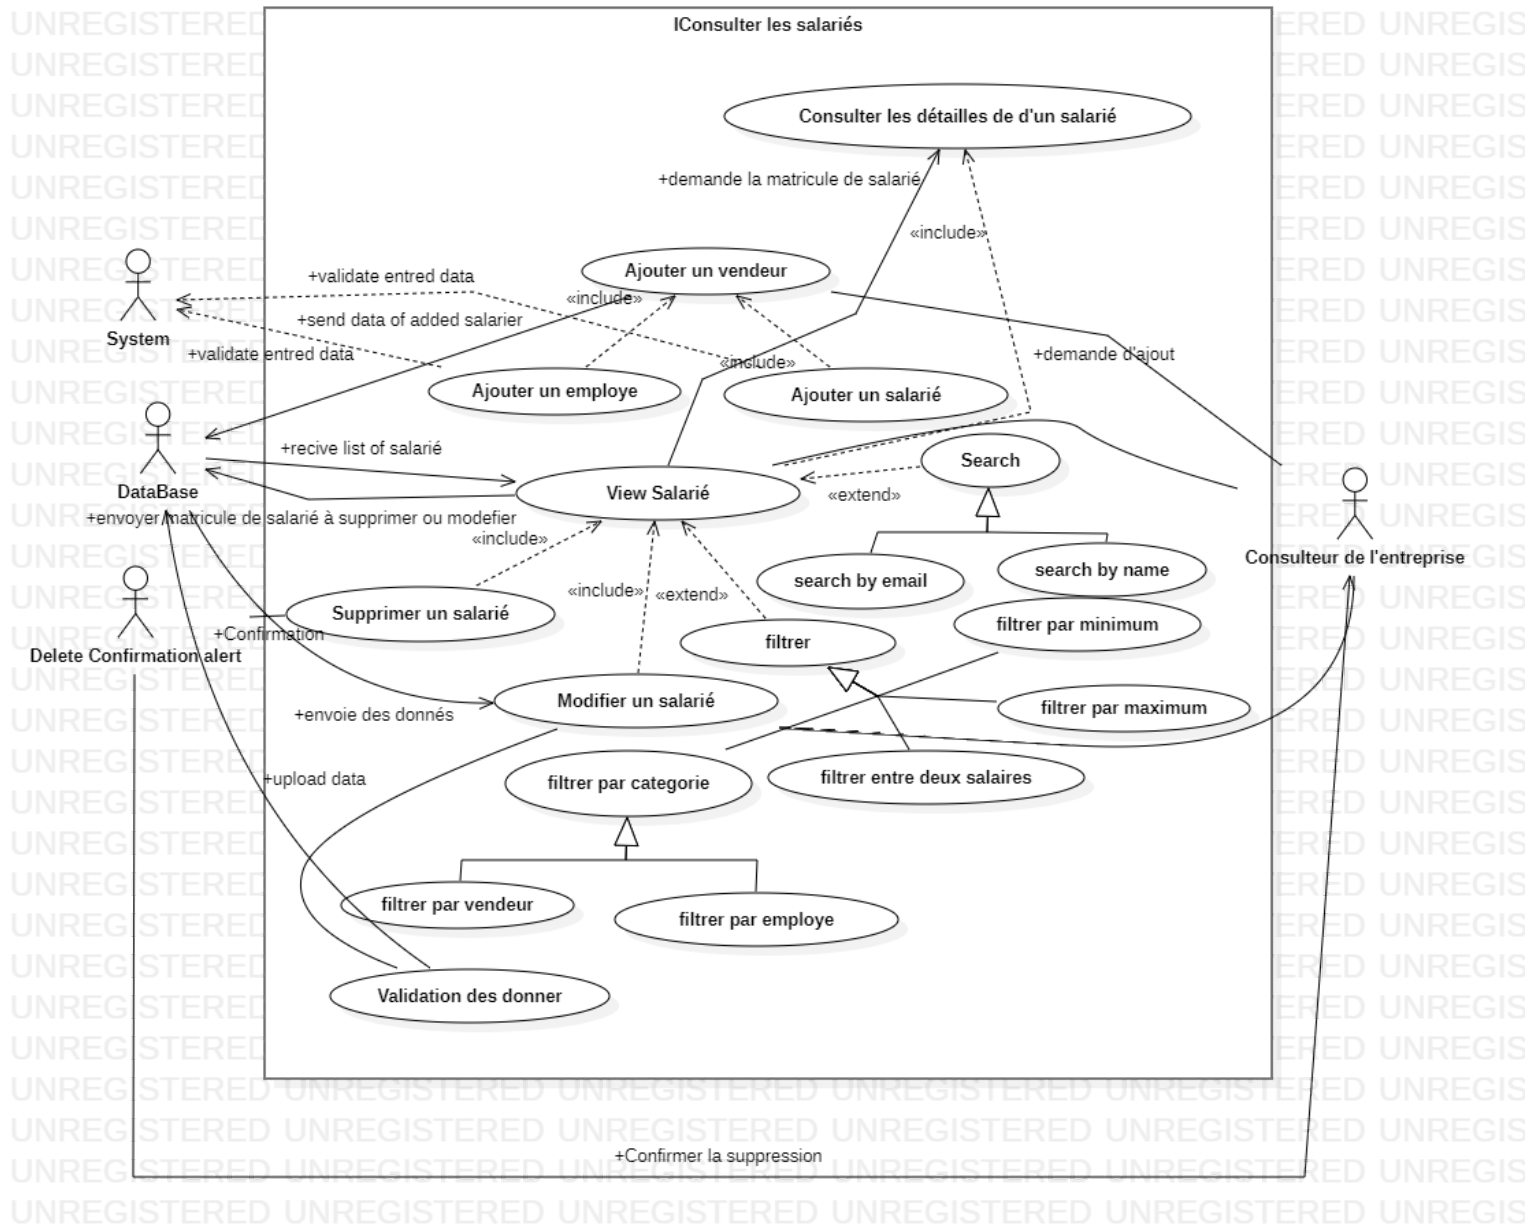 IConsulter les salariés
Consulter les détailles de d'un salarié
+demande la matricule de salarié
«include»
Ajouter un vendeur
+validate entred data
«include»
+send data of added salarier
System
+validate entred data
«include»
+demande d'ajout
Ajouter un employe
Ajouter un salarié
+recive list of salarié
Search
View Salarié
«extend»
DataBase
+envoyer matricule de salarié à supprimer ou modefier
«include»
Consulteur de l'entreprise
search by email
search by name
«include»
«extend»
Supprimer un salarié
filtrer par minimum
+Confirmation
filtrer
Delete Confirmation alert
Modifier un salarié
filtrer par maximum
+envoie des donnés
+upload data
filtrer par categorie
filtrer entre deux salaires
filtrer par vendeur
filtrer par employe
Validation des donner
+Confirmer la suppression
UNREGISTERED